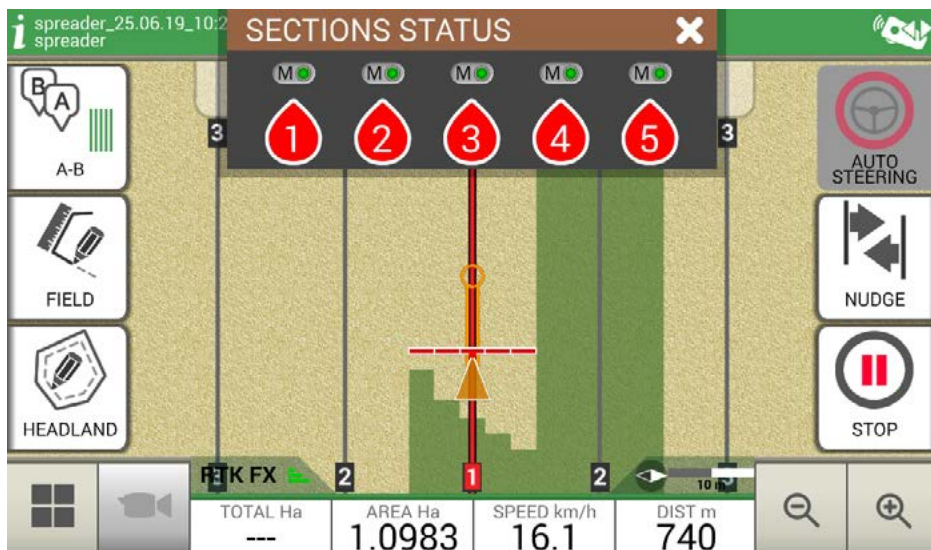 spreader_25.06.19_10:2
spreader
SECTIONS STATUS
M M M M M
1 2 3 4 5
B
A
A-B
AUTO
STEERING
3 3
FIELD
NUDGE
HEADLAND
STOP
RTK FX
2 1 2
10 m
TOTAL Ha
---
AREA Ha
1.0983
SPEED km/h
16.1
DIST m
740